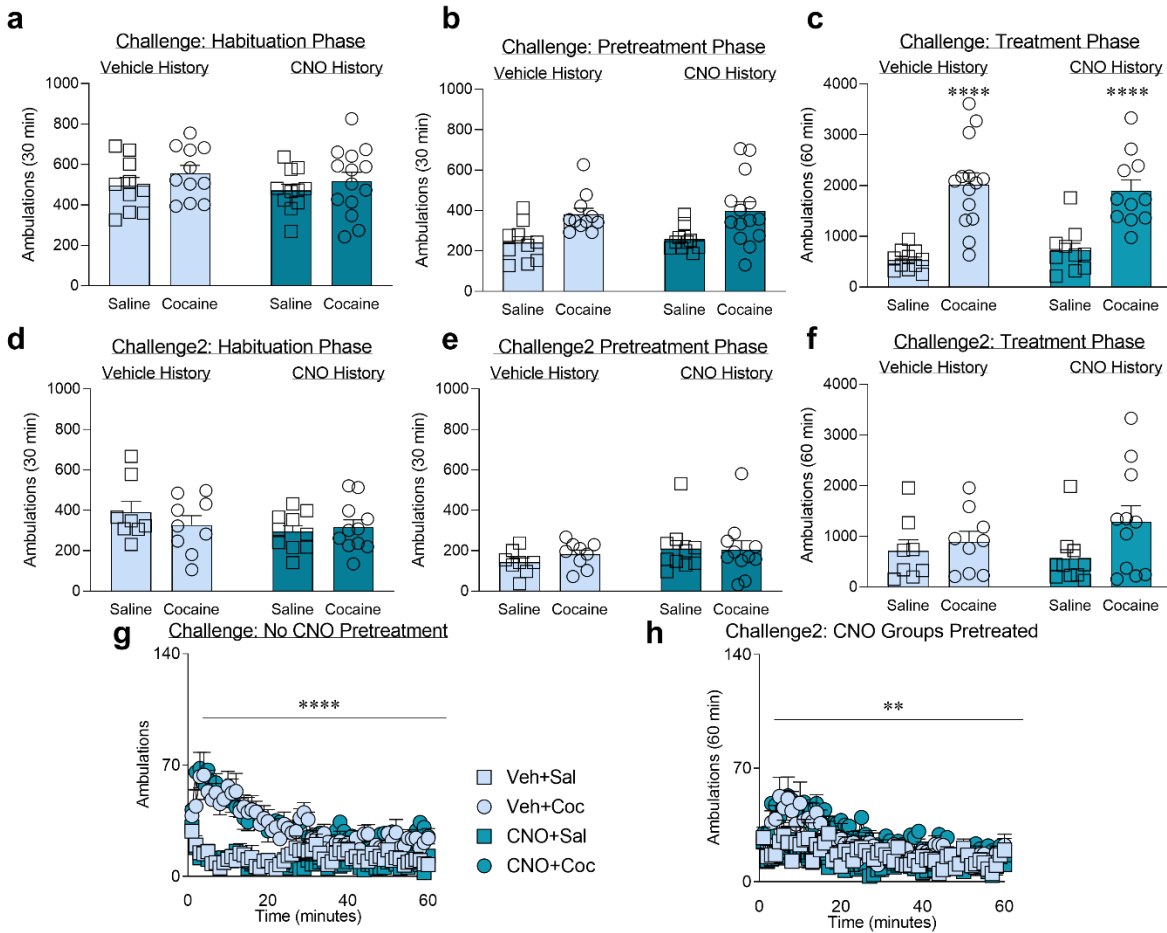 a
Challenge: Habituation Phase
Vehicle History
CNO History
Ambulations (30 min)
1000
800
600
400
200
0
Saline
Cocaine
Saline
Cocaine
b
Challenge: Pretreatment Phase
Vehicle History
CNO History
Ambulations (30 min)
1000
800
600
400
200
0
Saline
Cocaine
Saline
Cocaine
c
Challenge: Treatment Phase
Vehicle History
CNO History
****
****
Ambulations (60 min)
4000
3000
2000
1000
0
Saline
Cocaine
Saline
Cocaine
d
Challenge2: Habituation Phase
Vehicle History
CNO History
Ambulations (30 min)
1000
800
600
400
200
0
Saline
Cocaine
Saline
Cocaine
e
Challenge2 Pretreatment Phase
Vehicle History
CNO History
Ambulations (30 min)
1000
800
600
400
200
0
Saline
Cocaine
Saline
Cocaine
f
Challenge2: Treatment Phase
Vehicle History
CNO History
Ambulations (60 min)
4000
3000
2000
1000
0
Saline
Cocaine
Saline
Cocaine
g
Challenge: No CNO Pretreatment
****
Ambulations
140
70
0
0
20
40
60
Time (minutes)
Veh+Sal
Veh+Coc
CNO+Sal
CNO+Coc
h
Challenge2: CNO Groups Pretreated
**
Ambulations (60 min)
140
70
0
0
20
40
60
Time (minutes)